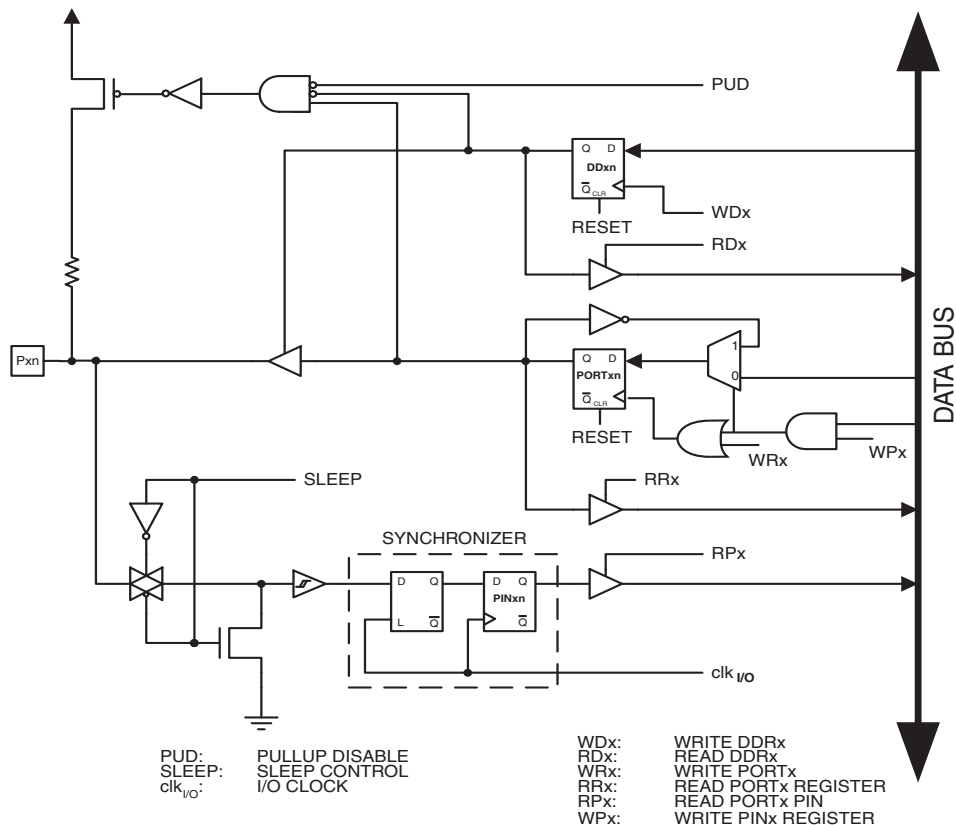 PUD
Q D
DDxn
Q CLR
WDx
RESET
RDx
Pxn
1
Q D
PORTxn
0
Q CLR
RESET
WRx
WPx
DATA BUS
SLEEP
RRx
SYNCHRONIZER
RPx
D Q
D Q
PINxn
L Q
Q
clk I/O
PUD: PULLUP DISABLE
SLEEP: SLEEP CONTROL
clkI/O: I/O CLOCK
WDx: WRITE DDRx
RDx: READ DDRx
WRx: WRITE PORTx
RRx: READ PORTx REGISTER
RPx: READ PORTx PIN
WPx: WRITE PINx REGISTER